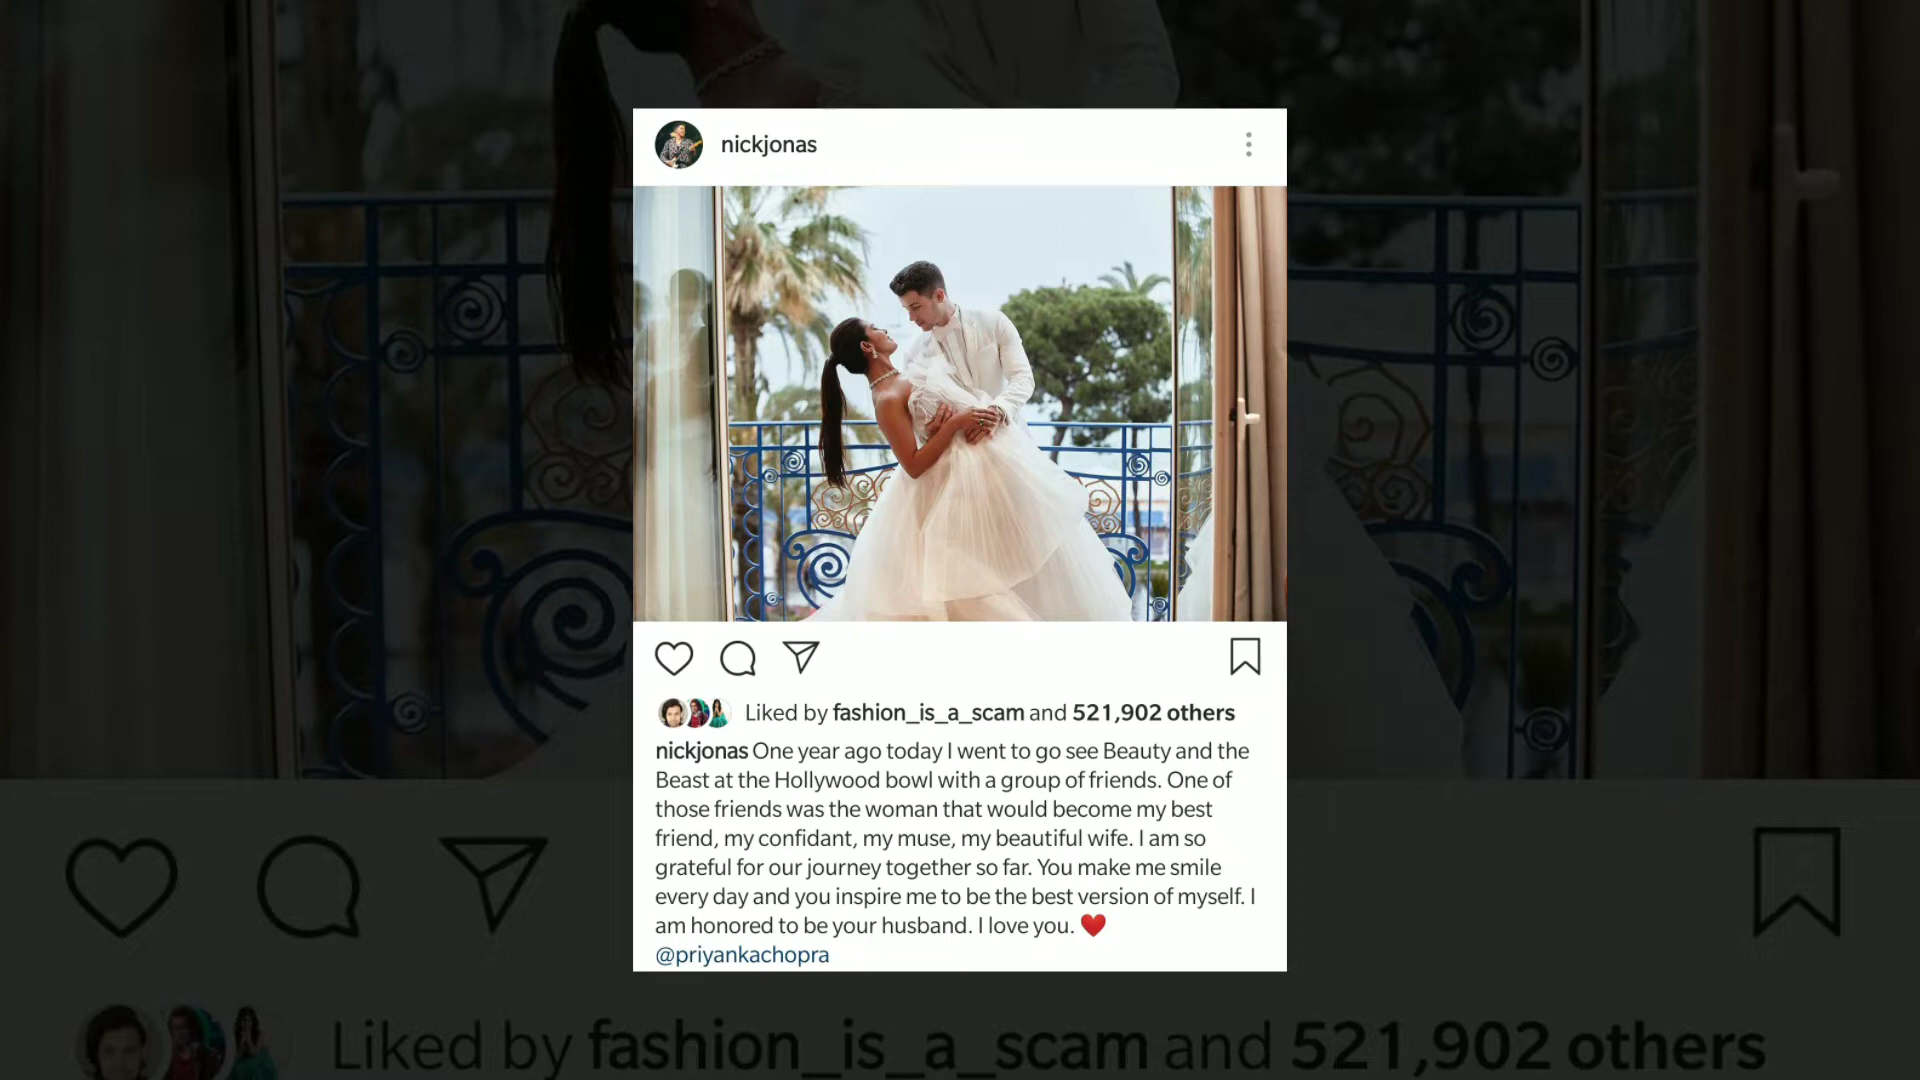 nickjonas
Liked by fashion_is_a_scam and 521,902 others
nickjonas One year ago today I went to go see Beauty and the
Beast at the Hollywood bowl with a group of friends. One of
those friends was the woman that would become my best
friend, my confidant, my muse, my beautiful wife. I am so
grateful for our journey together so far. You make me smile
every day and you inspire me to be the best version of myself. I
am honored to be your husband. I love you. ❤️
@priyankachopra
Liked by fashion_is_a_scam and 521,902 others